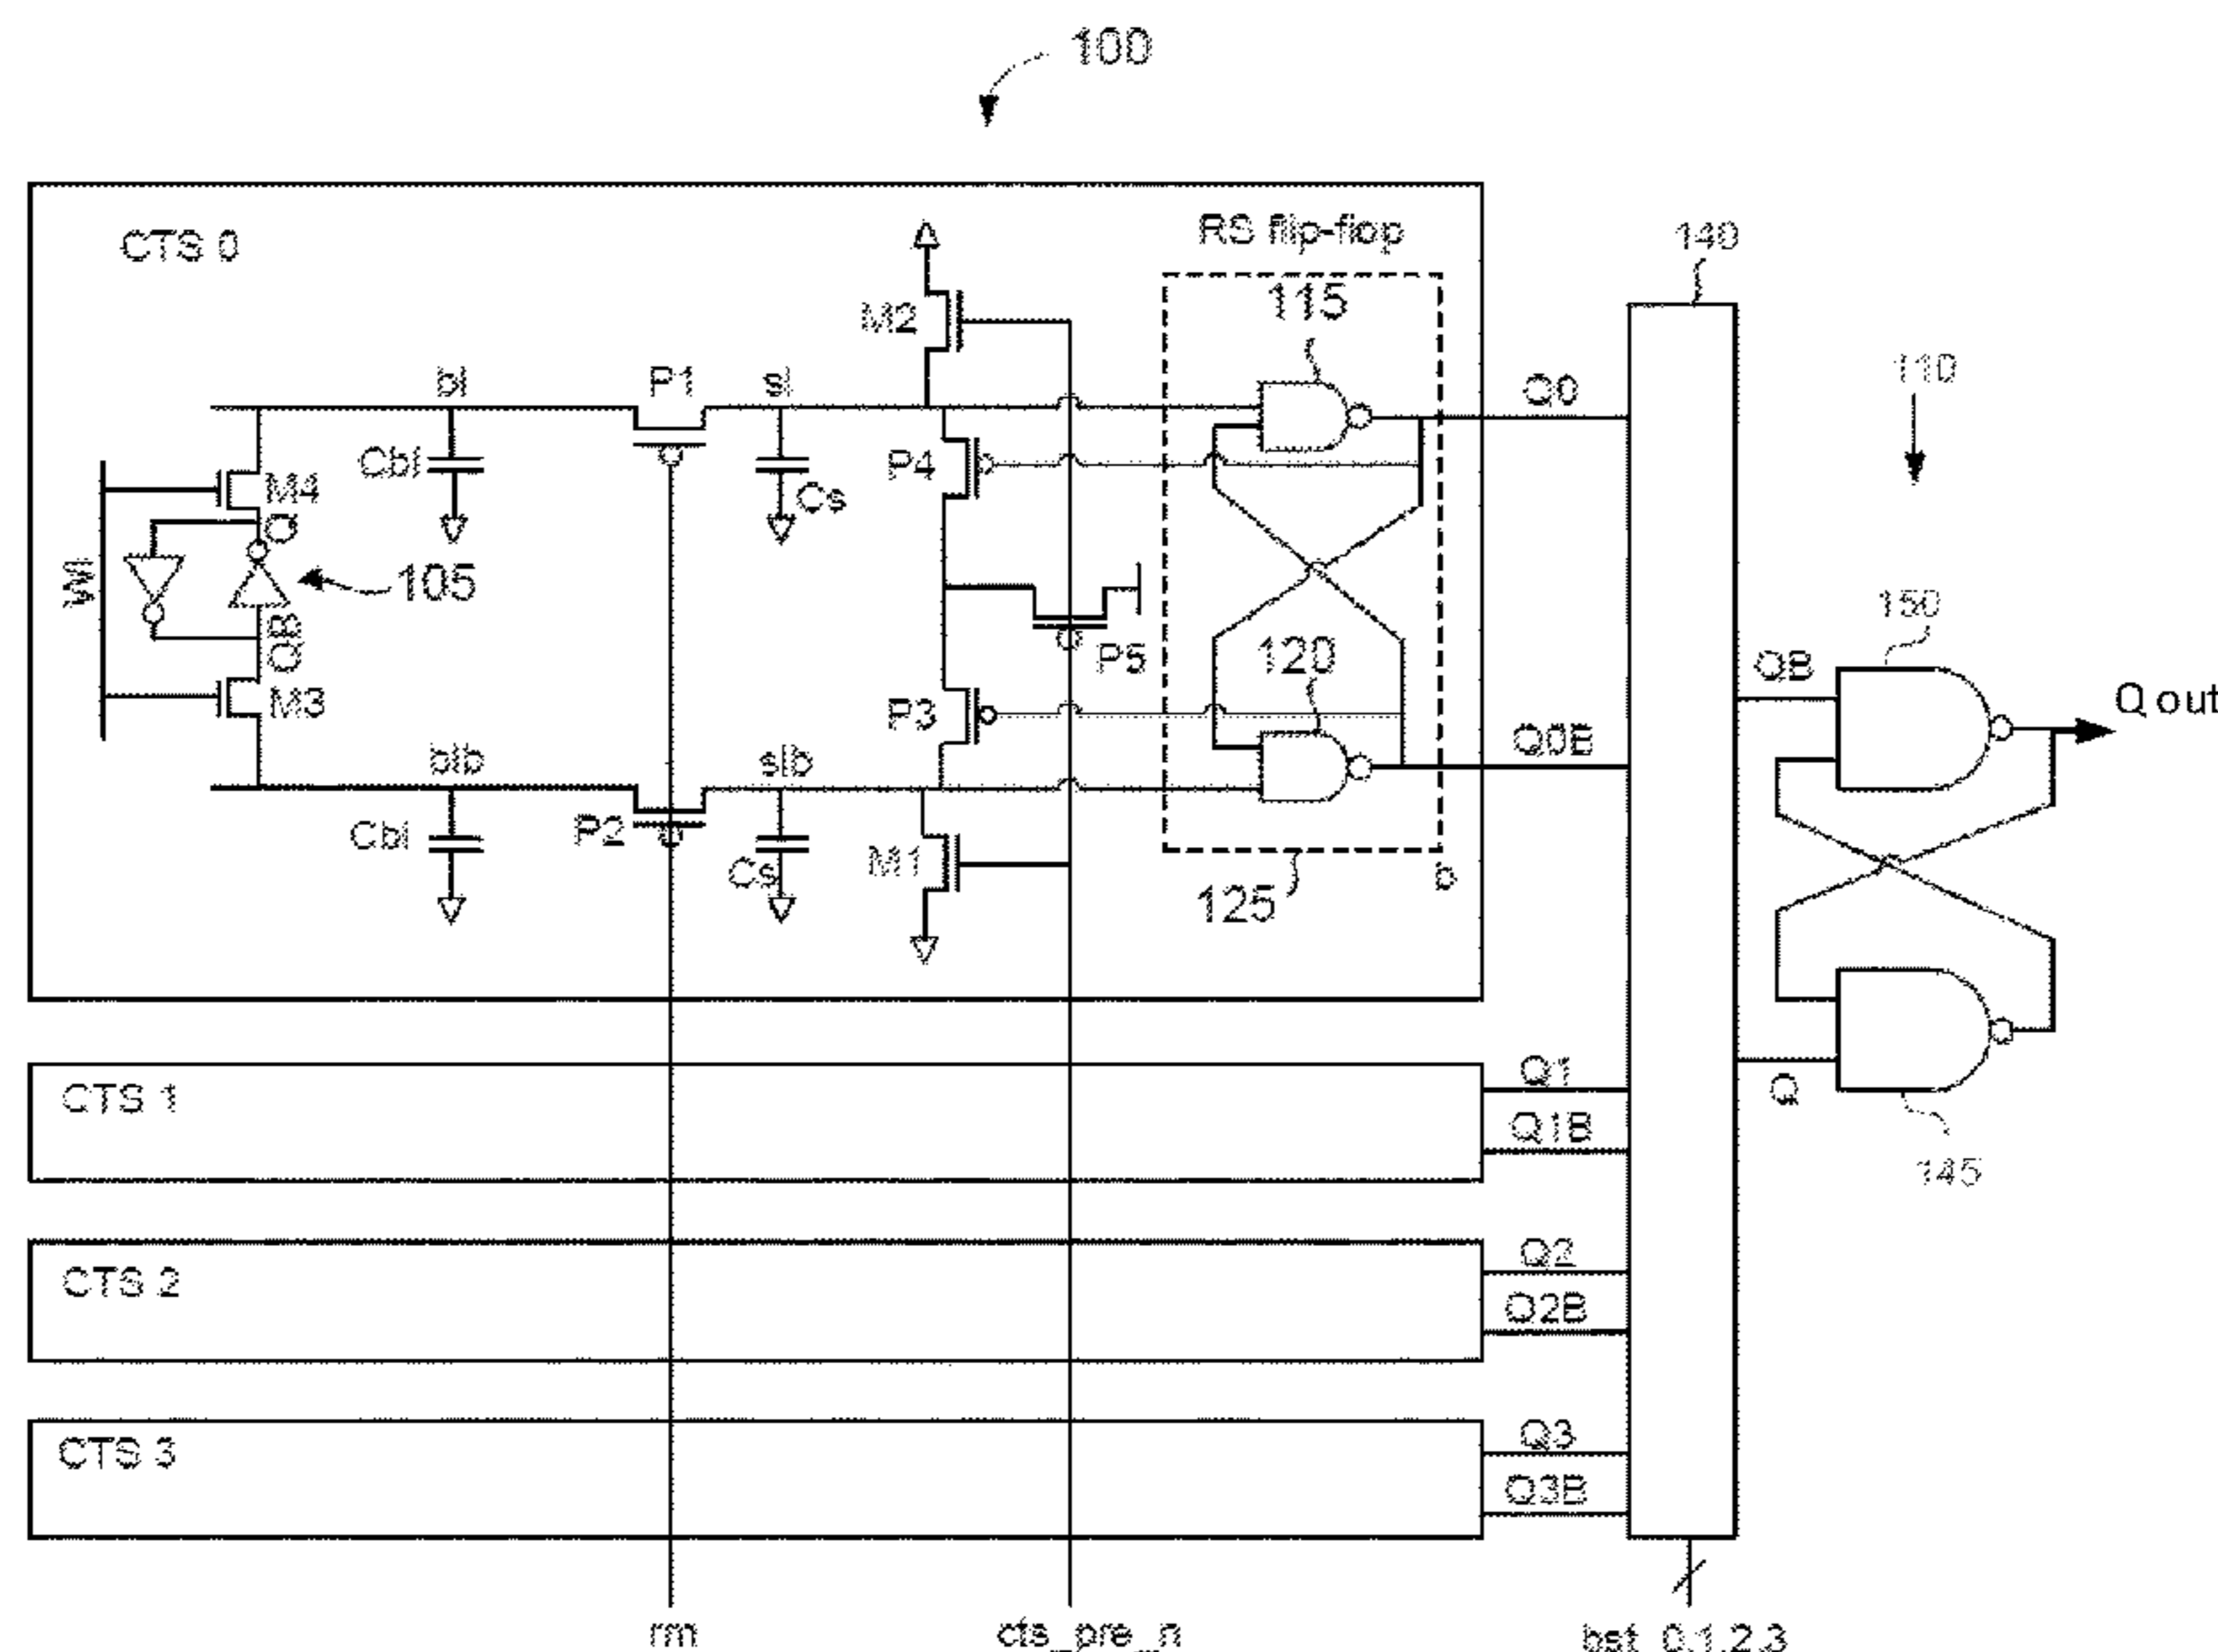 100
CTS 0
RS flip-flop
140
115
M2
110
bl
P1
sl
Q0
Cbl
P4
M4
Cs
Q
Wl
105
150
QB
120
P5
QB
Q out
M3
P3
Q0B
blb
slb
Cbl
P2
Cs
M1
b
125
Q1
CTS 1
Q
Q1B
145
Q2
CTS 2
Q2B
Q3
CTS 3
Q3B
rm
cts_pre_n
bst_0,1,2,3